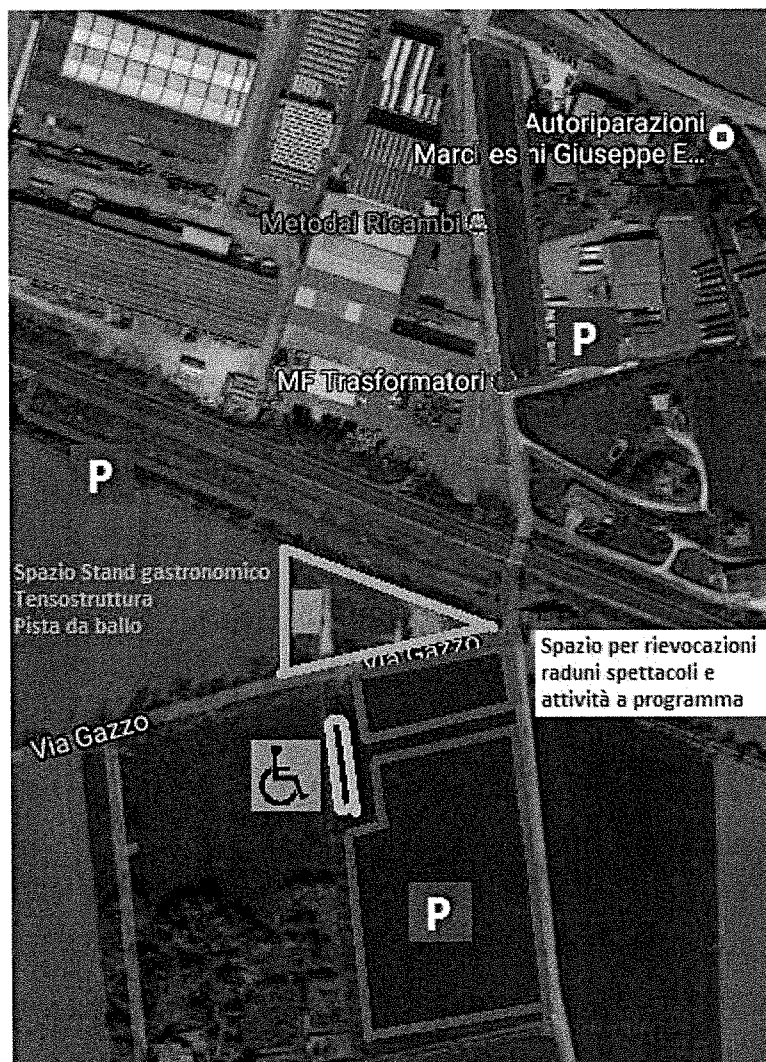 Autoriparazioni
Marchesini Giuseppe E...
Metodal Ricambi
P
MF Trasformatori
P
Spazio Stand gastronomico
Tensostruttura
Pista da ballo
Via Gazzo
Spazio per rievocazioni
raduni spettacoli e
attività a programma
Via Gazzo
P